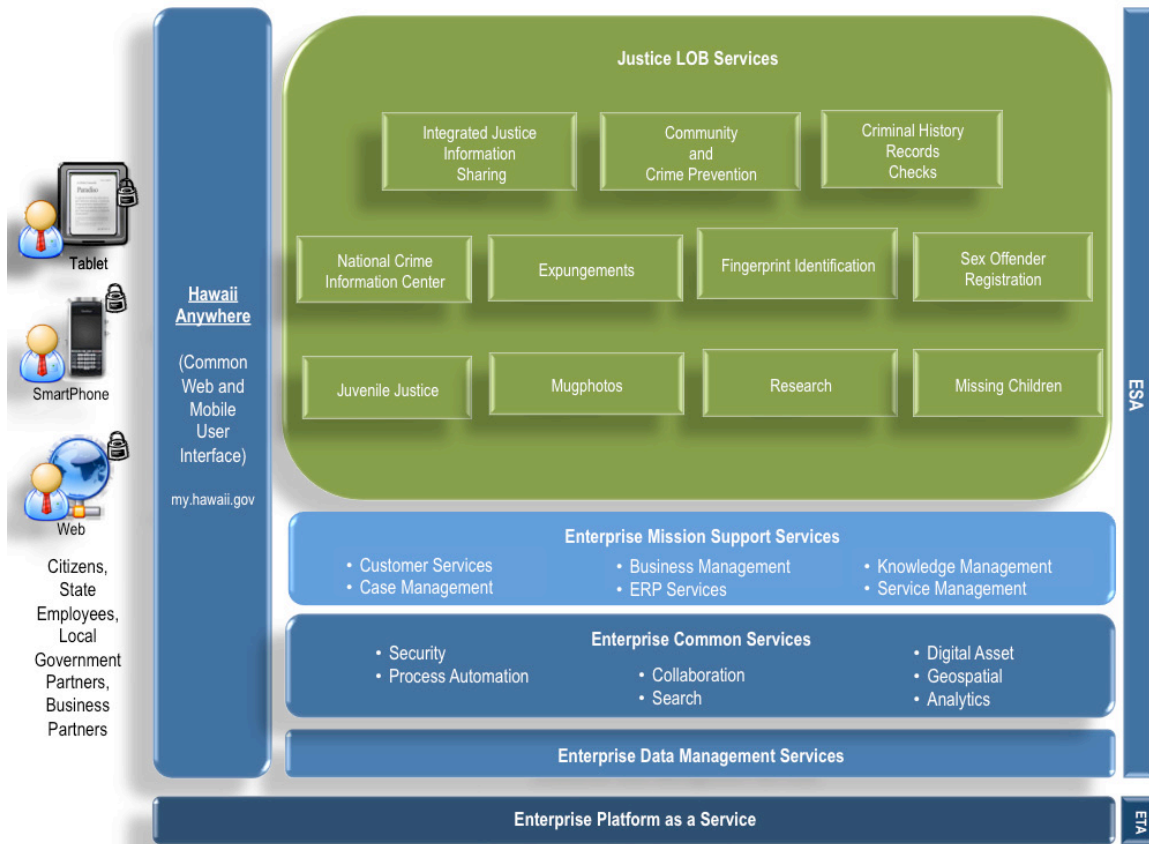 Justice LOB Services
Integrated Justice
Information
Sharing
Community
and
Crime Prevention
Criminal History
Records
Checks
National Crime
Information Center
Expungements
Fingerprint Identification
Sex Offender
Registration
Juvenile Justice
Mugphotos
Research
Missing Children
Paradiso
Tablet
SmartPhone
Web
Citizens,
State
Employees,
Local
Government
Partners,
Business
Partners
Hawaii
Anywhere
(Common
Web and
Mobile
User
Interface)
my.hawaii.gov
Enterprise Mission Support Services
• Customer Services
• Case Management
• Business Management
• ERP Services
• Knowledge Management
• Service Management
Enterprise Common Services
• Security
• Process Automation
• Collaboration
• Search
• Digital Asset
• Geospatial
• Analytics
Enterprise Data Management Services
Enterprise Platform as a Service
ESA
ETA